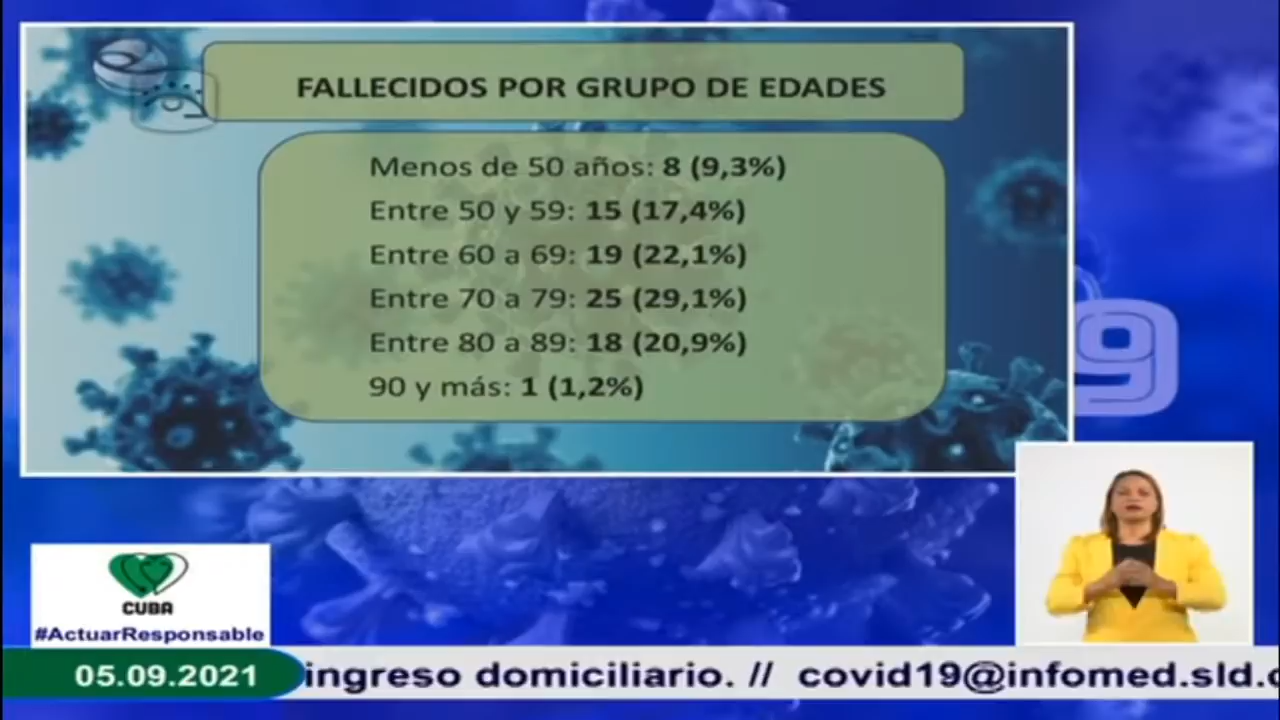 FALLECIDOS POR GRUPO DE EDADES
Menos de 50 años: 8 (9,3%)
Entre 50 y 59: 15 (17,4%)
Entre 60 a 69: 19 (22,1%)
Entre 70 a 79: 25 (29,1%)
Entre 80 a 89: 18 (20,9%)
90 y más: 1 (1,2%)
9
CUBA
#ActuarResponsable
05.09.2021
ingreso domiciliario. // covid19@infomed.sld.c